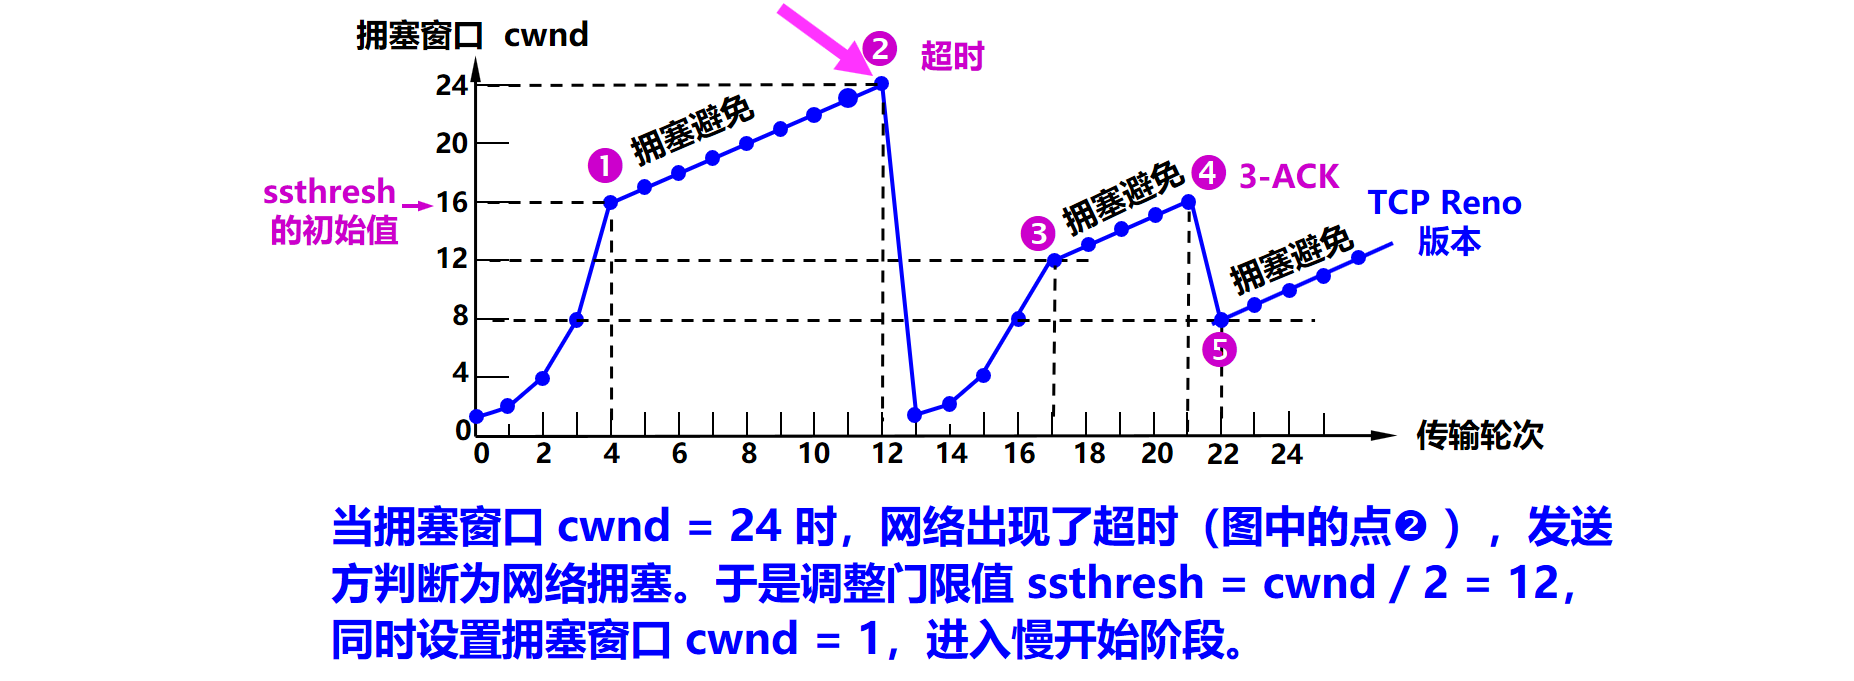 拥塞窗口 cwnd
❷ 超时
24
拥塞避免
20
❶
ssthresh
的初始值
16
❹ 3-ACK
拥塞避免
TCP Reno
版本
❸
12
拥塞避免
8
❺
4
0
0 2 4 6 8 10 12 14 16 18 20 22 24
传输轮次
当拥塞窗口 cwnd = 24 时，网络出现了超时（图中的点❷ ），发送
方判断为网络拥塞。于是调整门限值 ssthresh = cwnd / 2 = 12，
同时设置拥塞窗口 cwnd = 1，进入慢开始阶段。